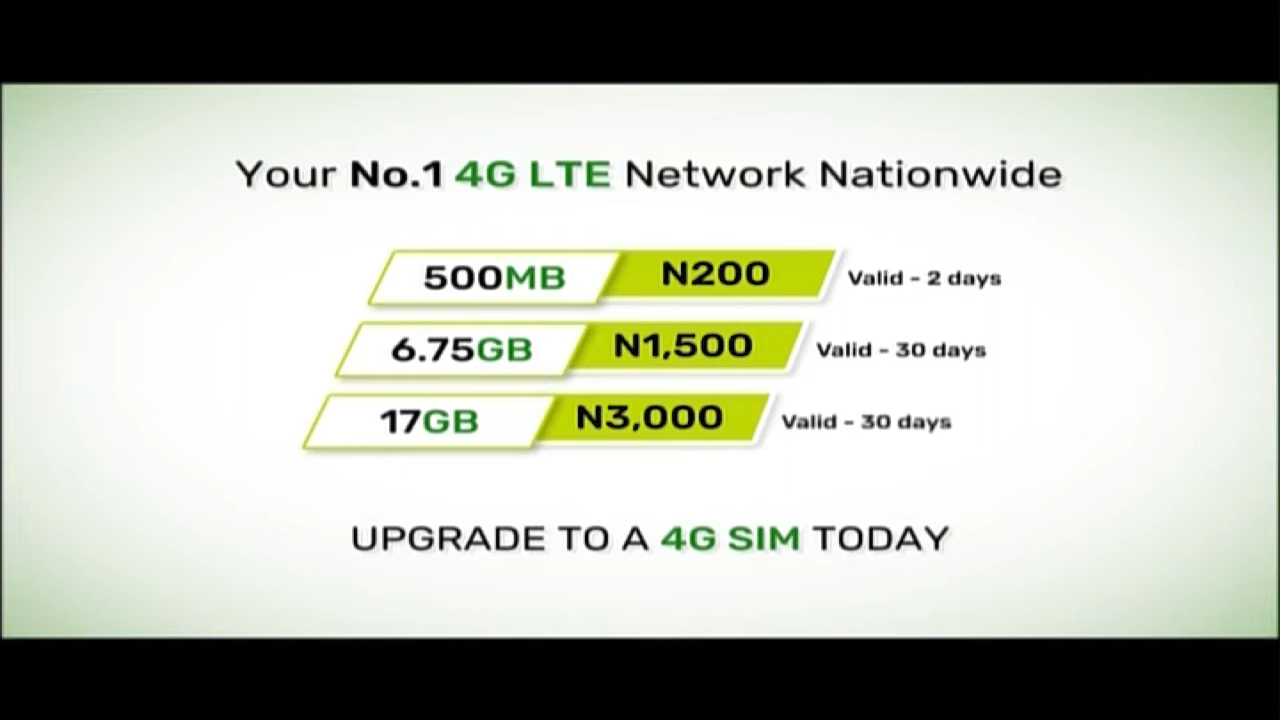 Your No.1 4G LTE Network Nationwide
500MB N200 Valid - 2 days
6.75GB N1,500 Valid - 30 days
17GB N3,000 Valid - 30 days
UPGRADE TO A 4G SIM TODAY